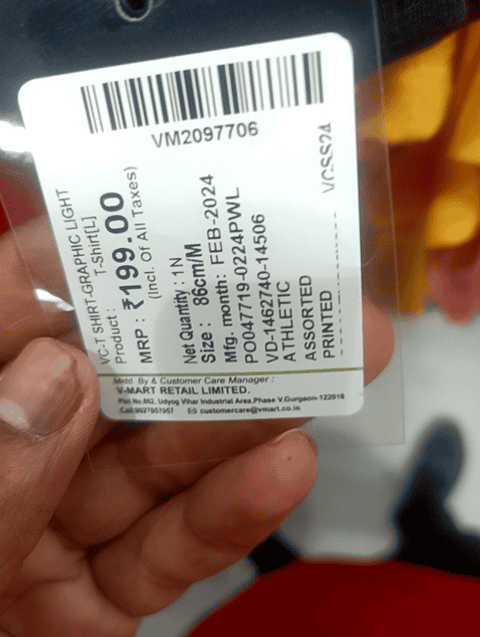 VM2097706
VC-T SHIRT-GRAPHIC LIGHT
Product : T-Shirt[L]
MRP : ₹199.00
(Incl. Of All Taxes)
Net Quantity : 1N
Size : 86cm/M
Mfg. month: FEB-2024
PO047719-0224PWL
VD-1462740-14506
ATHLETIC
ASSORTED
PRINTED
VCSS24
Mktd. By & Customer Care Manager :
V-MART RETAIL LIMITED.
Plot No.862, Udyog Vihar Industrial Area,Phase V.Gurgaon-122016
customercare@vmart.co.in